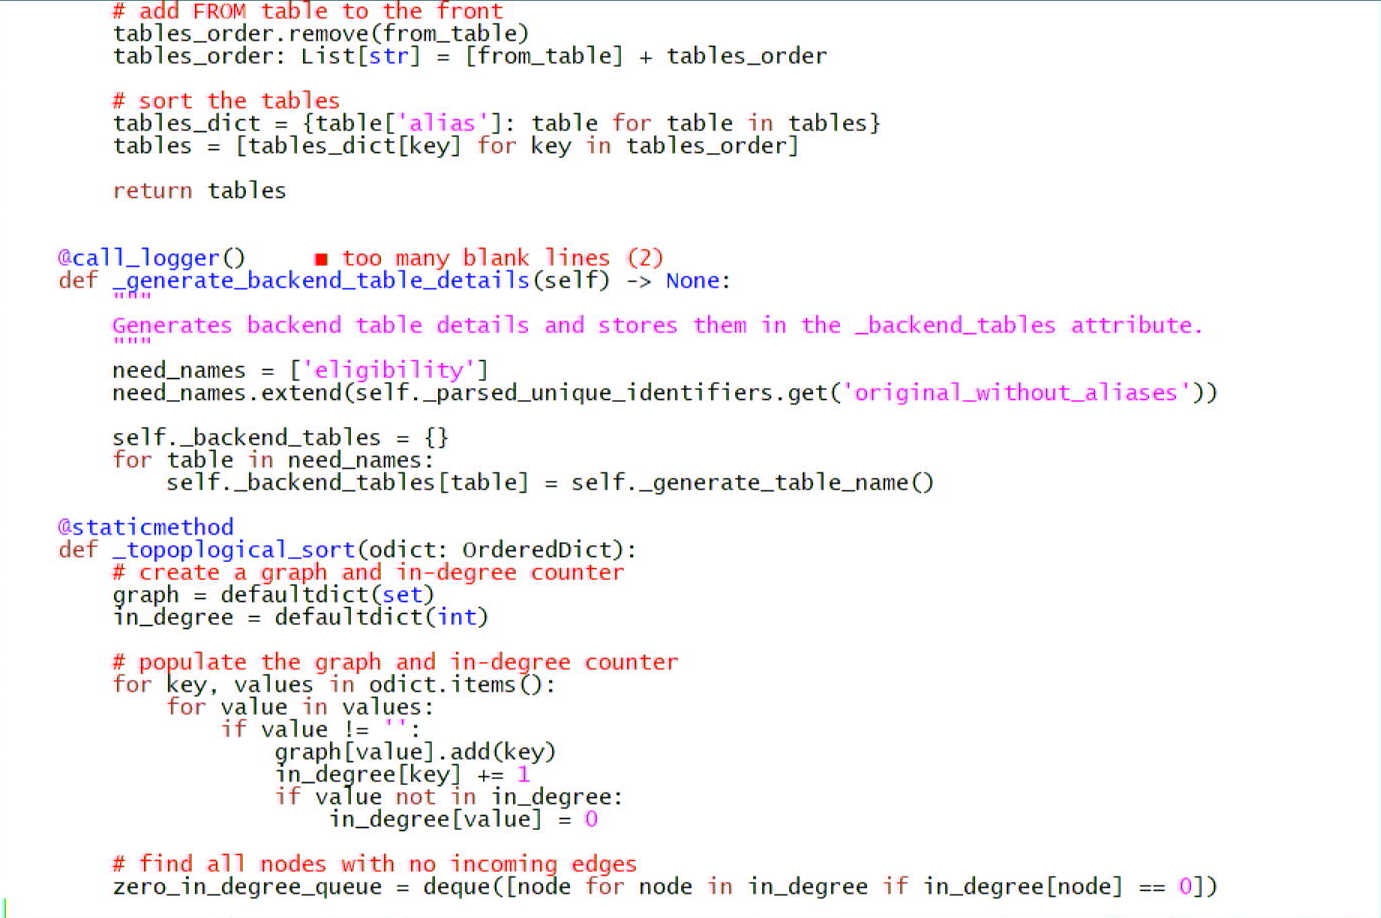 # add FROM table to the front
tables_order.remove(from_table)
tables_order: List[str] = [from_table] + tables_order
# sort the tables
tables_dict = {table['alias']: table for table in tables}
tables = [tables_dict[key] for key in tables_order]
return tables
@call_logger()     ■ too many blank lines (2)
def _generate_backend_table_details(self) -> None:
"""
Generates backend table details and stores them in the _backend_tables attribute.
"""
need_names = ['eligibility']
need_names.extend(self._parsed_unique_identifiers.get('original_without_aliases'))
self._backend_tables = {}
for table in need_names:
self._backend_tables[table] = self._generate_table_name()
@staticmethod
def _topoplogical_sort(odict: OrderedDict):
# create a graph and in-degree counter
graph = defaultdict(set)
in_degree = defaultdict(int)
# populate the graph and in-degree counter
for key, values in odict.items():
for value in values:
if value != '':
graph[value].add(key)
in_degree[key] += 1
if value not in in_degree:
in_degree[value] = 0
# find all nodes with no incoming edges
zero_in_degree_queue = deque([node for node in in_degree if in_degree[node] == 0])